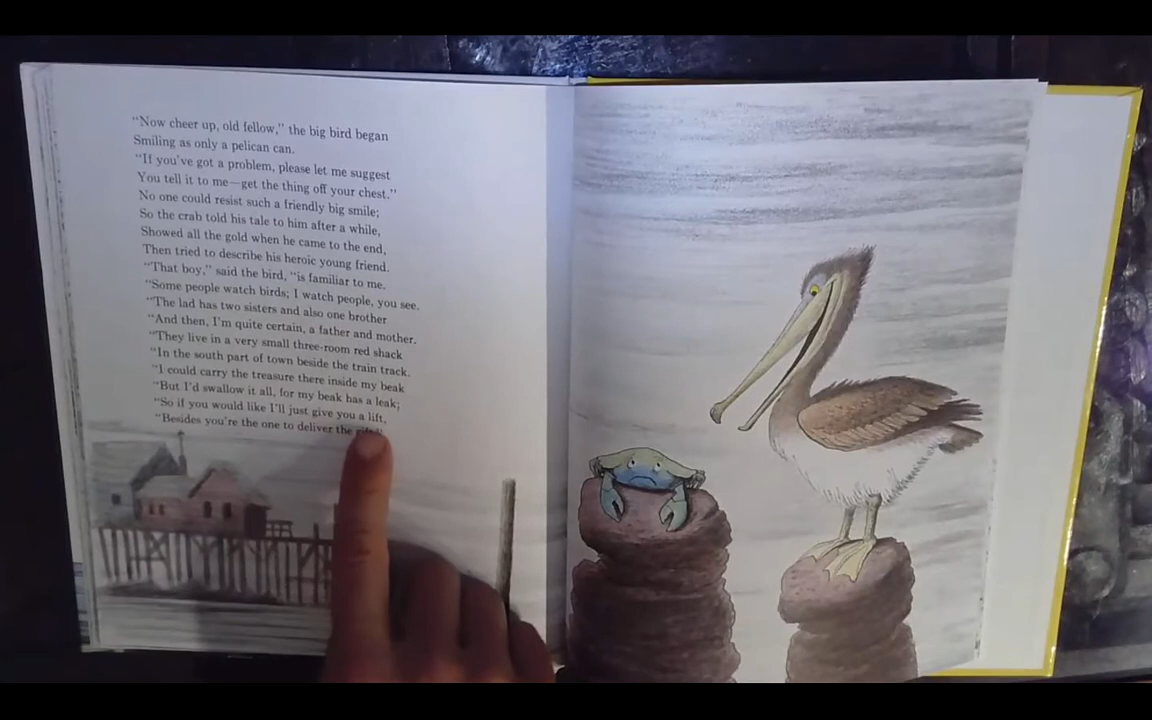 “Now cheer up, old fellow,” the big bird began
Smiling as only a pelican can.
“If you’ve got a problem, please let me suggest
You tell it to me—get the thing off your chest.”
No one could resist such a friendly big smile;
So the crab told his tale to him after a while,
Showed all the gold when he came to the end,
Then tried to describe his heroic young friend.
“That boy,” said the bird, “is familiar to me.
“Some people watch birds; I watch people, you see.
“The lad has two sisters and also one brother
“And then, I’m quite certain, a father and mother.
“They live in a very small three-room red shack
“In the south part of town beside the train track.
“I could carry the treasure there inside my beak
“But I’d swallow it all, for my beak has a leak;
“So if you would like I’ll just give you a lift,
“Besides you’re the one to deliver the